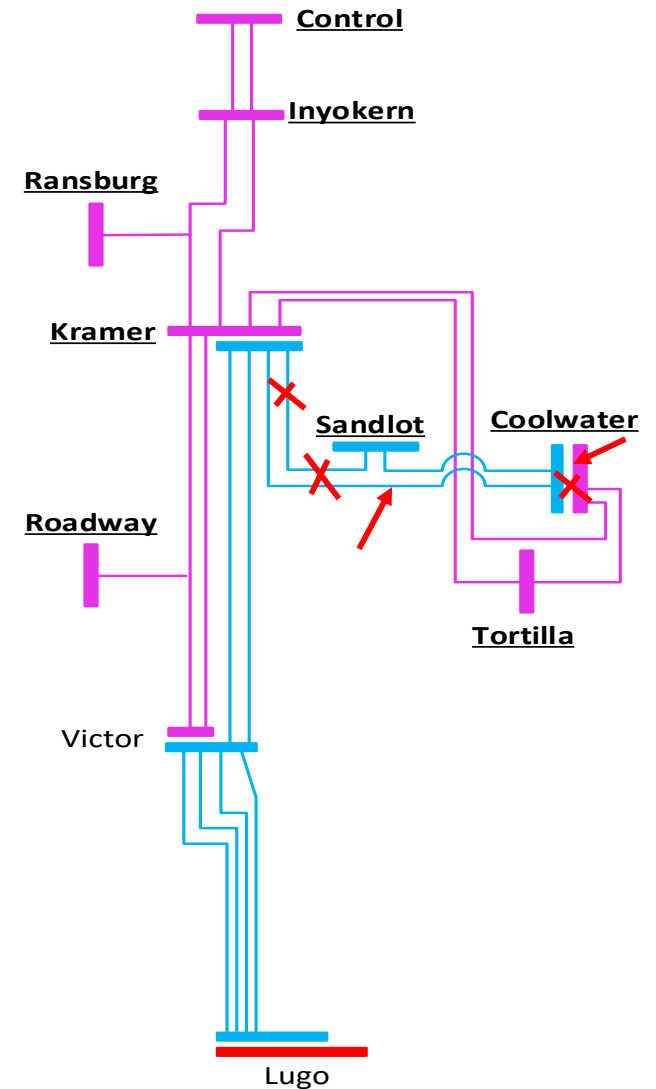 Control
Inyokern
Ransburg
Kramer
Sandlot
Coolwater
Roadway
Tortilla
Victor
Lugo